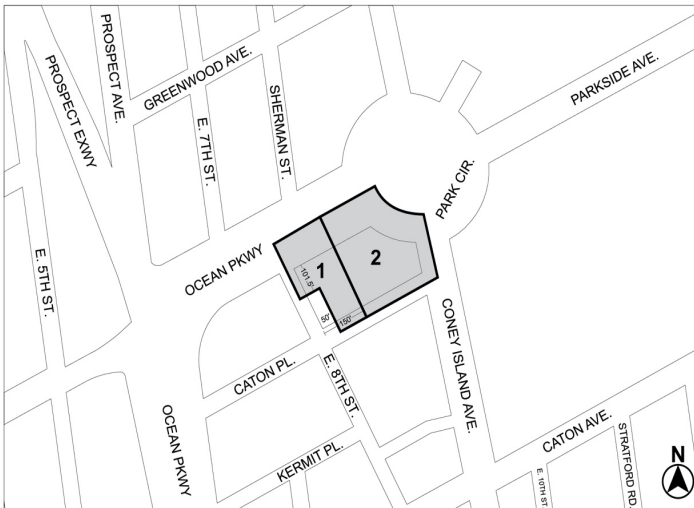 PROSPECT AVE.
GREENWOOD AVE.
PROSPECT EXWY
PARKSIDE AVE.
E. 7TH ST.
SHERMAN ST.
PARK CIR.
E. 5TH ST.
OCEAN PKWY
1
2
101.5'
50'
150'
CONEY ISLAND AVE.
CATON PL.
E. 8TH ST.
OCEAN PKWY
KERMIT PL.
CATON AVE.
E. 10TH ST.
STRATFORD RD.
N